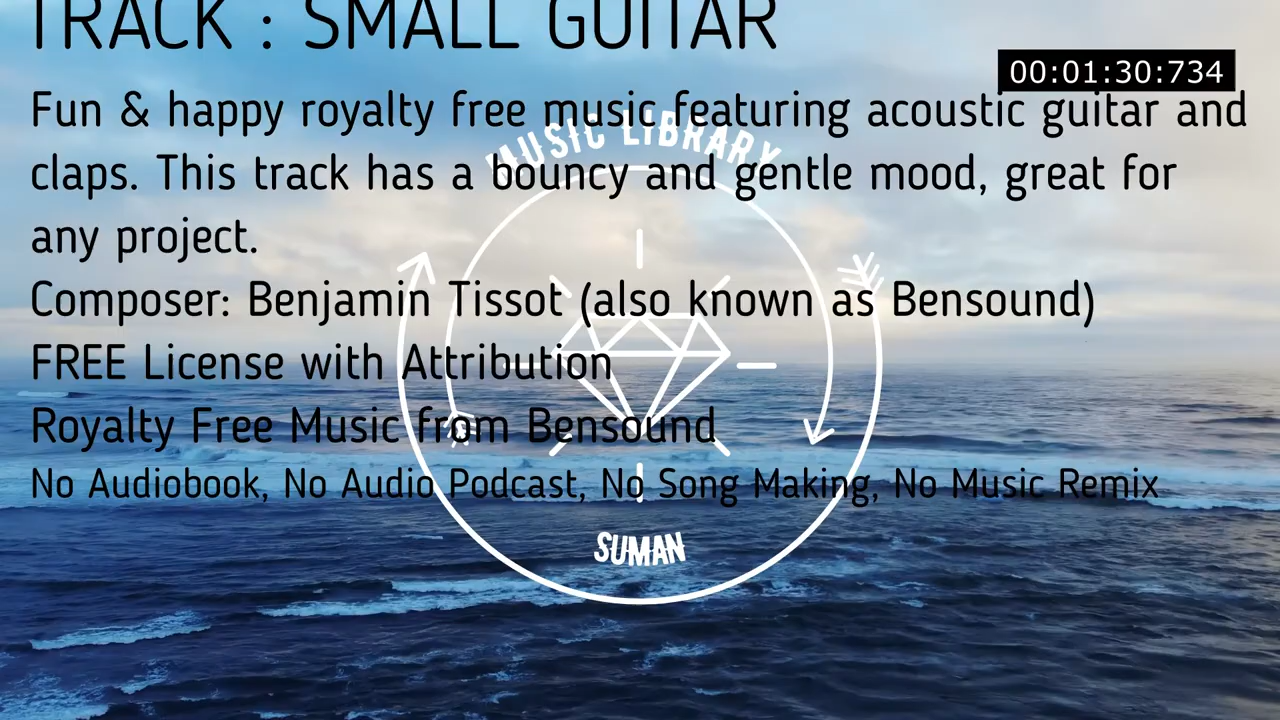 TRACK : SMALL GUITAR
00:01:30:734
Fun & happy royalty free music featuring acoustic guitar and
claps. This track has a bouncy and gentle mood, great for
any project.
Composer: Benjamin Tissot (also known as Bensound)
FREE License with Attribution
Royalty Free Music from Bensound
No Audiobook, No Audio Podcast, No Song Making, No Music Remix
MUSIC LIBRARY
SUMAN